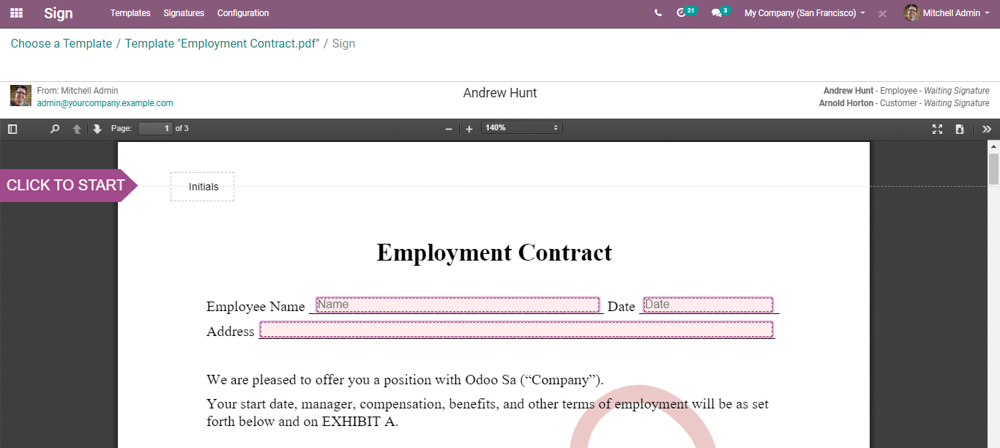 Sign Templates Signatures Configuration 21 3 My Company (San Francisco) Mitchell Admin
Choose a Template / Template "Employment Contract.pdf" / Sign
From: Mitchell Admin
admin@yourcompany.example.com
Andrew Hunt
Andrew Hunt - Employee - Waiting Signature
Arnold Horton - Customer - Waiting Signature
Page: 1 of 3 140%
CLICK TO START
Initials
Employment Contract
Employee Name Name Date Date
Address
We are pleased to offer you a position with Odoo Sa (“Company”).
Your start date, manager, compensation, benefits, and other terms of employment will be as set
forth below and on EXHIBIT A.